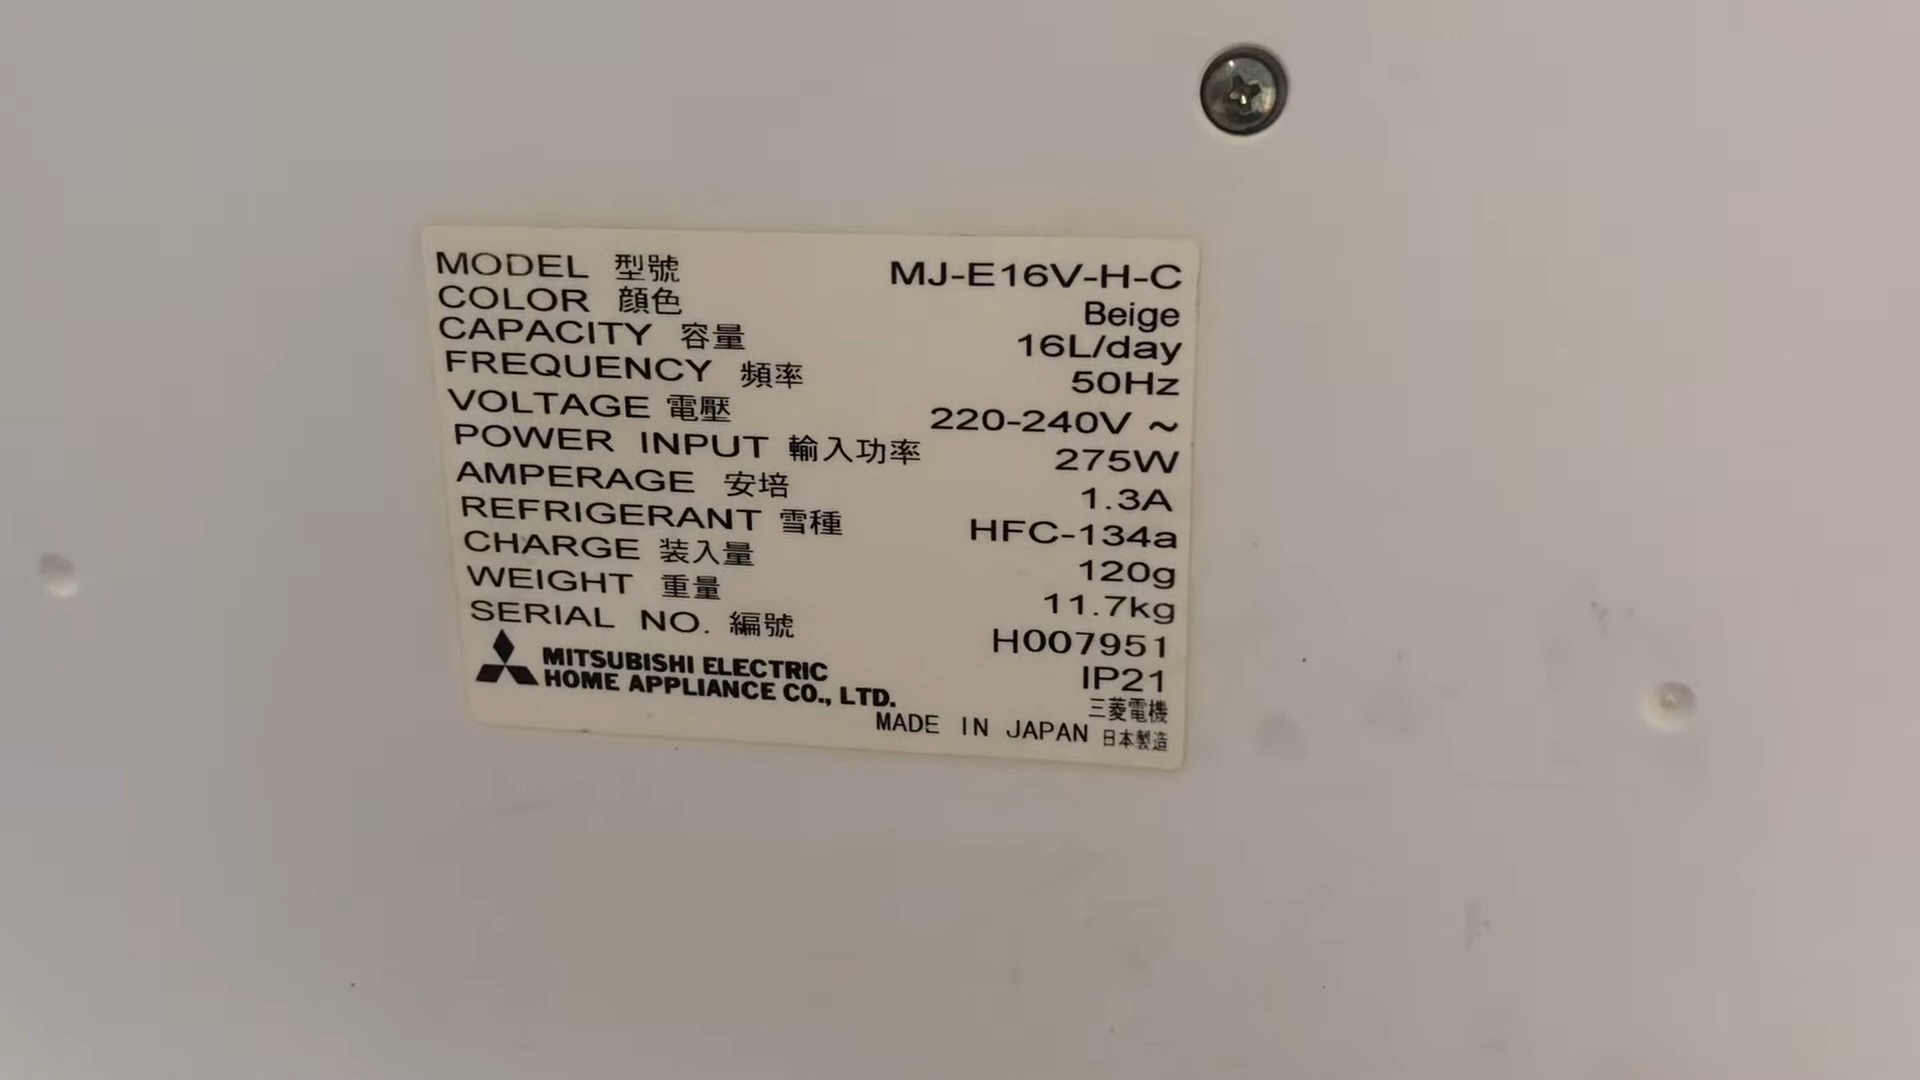 MODEL 型號 MJ-E16V-H-C
COLOR 顔色 Beige
CAPACITY 容量 16L/day
FREQUENCY 頻率 50Hz
VOLTAGE 電壓 220-240V ~
POWER INPUT 輸入功率 275W
AMPERAGE 安培 1.3A
REFRIGERANT 雪種 HFC-134a
CHARGE 装入量 120g
WEIGHT 重量 11.7kg
SERIAL NO. 編號 H007951
IP21
MITSUBISHI ELECTRIC
HOME APPLIANCE CO., LTD.
三菱電機
MADE IN JAPAN 日本製造